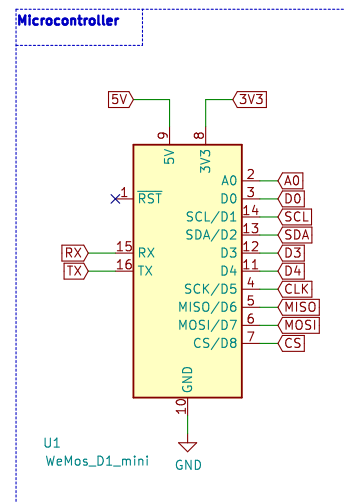 Microcontroller
5V 3V3
9 8
5V 3V3
A0 2 A0
1 RST D0 3 D0
SCL/D1 14 SCL
SDA/D2 13 SDA
RX 15 RX D3 12 D3
TX 16 TX D4 11 D4
SCK/D5 4 CLK
MISO/D6 5 MISO
MOSI/D7 6 MOSI
CS/D8 7 CS
GND
10
U1
WeMos_D1_mini
GND